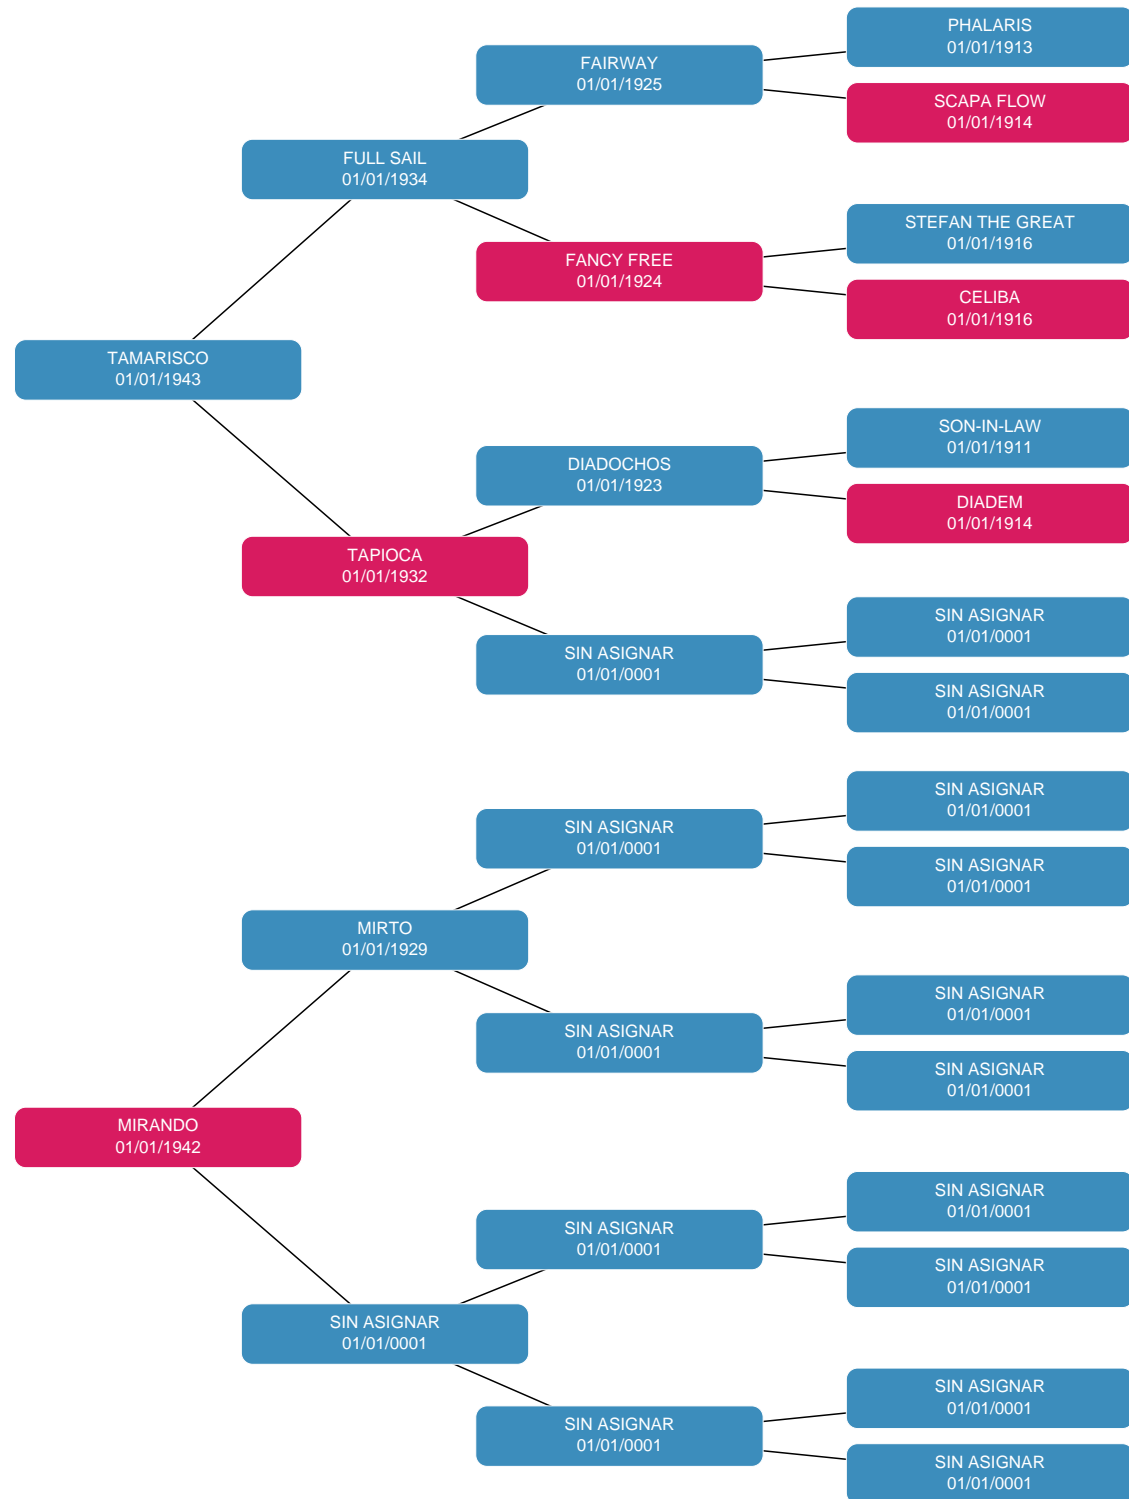 PHALARIS
01/01/1913
FAIRWAY
01/01/1925
SCAPA FLOW
01/01/1914
FULL SAIL
01/01/1934
STEFAN THE GREAT
01/01/1916
FANCY FREE
01/01/1924
CELIBA
01/01/1916
TAMARISCO
01/01/1943
SON-IN-LAW
01/01/1911
DIADOCHOS
01/01/1923
DIADEM
01/01/1914
TAPIOCA
01/01/1932
SIN ASIGNAR
01/01/0001
SIN ASIGNAR
01/01/0001
SIN ASIGNAR
01/01/0001
SIN ASIGNAR
01/01/0001
SIN ASIGNAR
01/01/0001
SIN ASIGNAR
01/01/0001
MIRTO
01/01/1929
SIN ASIGNAR
01/01/0001
SIN ASIGNAR
01/01/0001
SIN ASIGNAR
01/01/0001
MIRANDO
01/01/1942
SIN ASIGNAR
01/01/0001
SIN ASIGNAR
01/01/0001
SIN ASIGNAR
01/01/0001
SIN ASIGNAR
01/01/0001
SIN ASIGNAR
01/01/0001
SIN ASIGNAR
01/01/0001
SIN ASIGNAR
01/01/0001